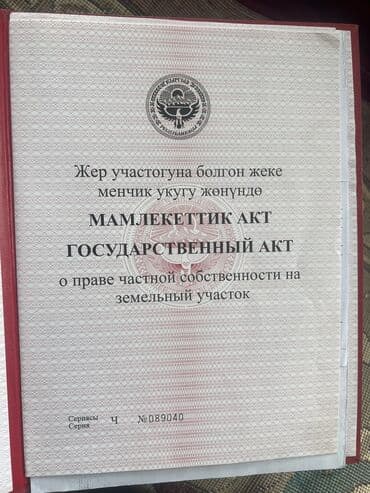 Жер участогуна болгон жеке
менчик укугу жөнүндө
МАМЛЕКЕТТИК АКТ
ГОСУДАРСТВЕННЫЙ АКТ
о праве частной собственности на
земельный участок
Сериясы
Серия
Ч №089040